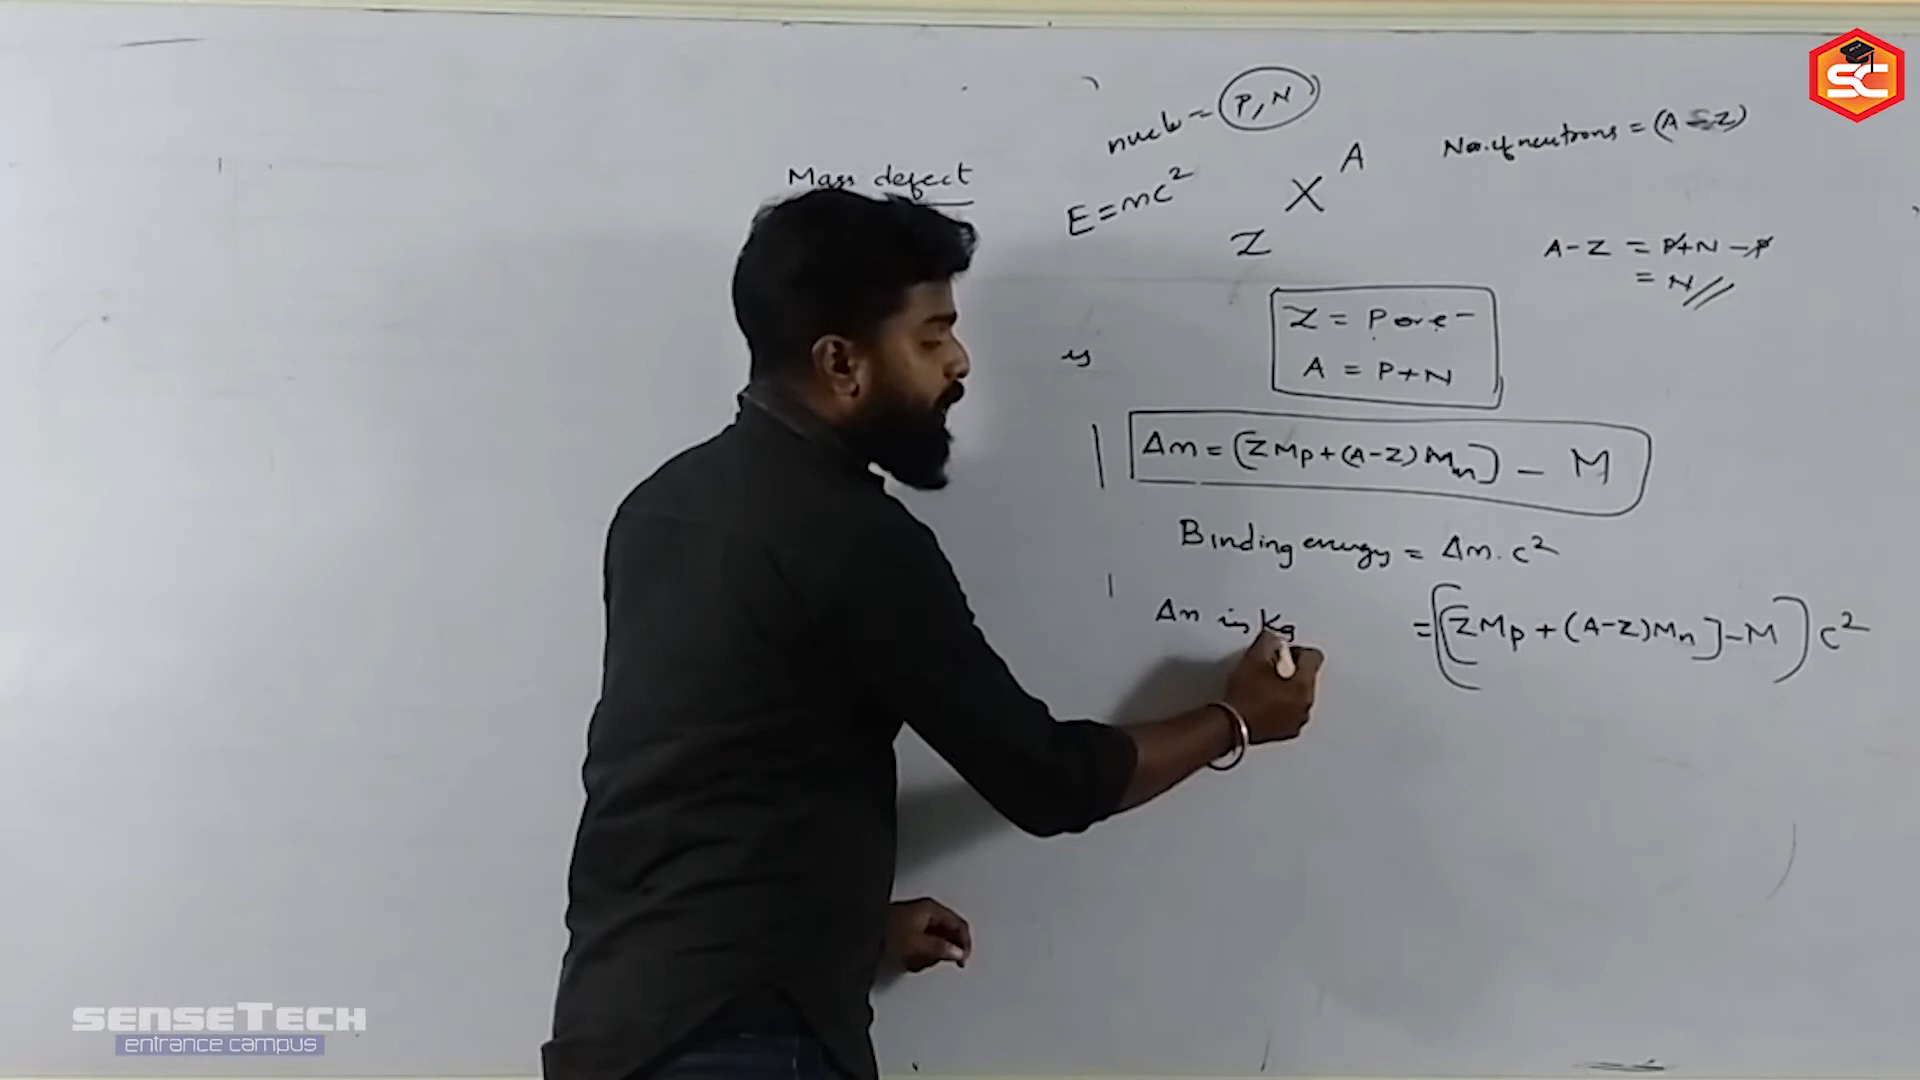 SC
nucle = P, N
No. of neutrons = (A - Z)
Mass defect
E = mc²
Z X A
A - Z = P + N - P
= N //
Z = P or e⁻
A = P + N
Δm = [ZMp + (A-Z)Mn] - M
Binding energy = Δm.c²
Δm in Kg
= ([ZMp + (A-Z)Mn] - M) c²
SENSETECH
entrance campus